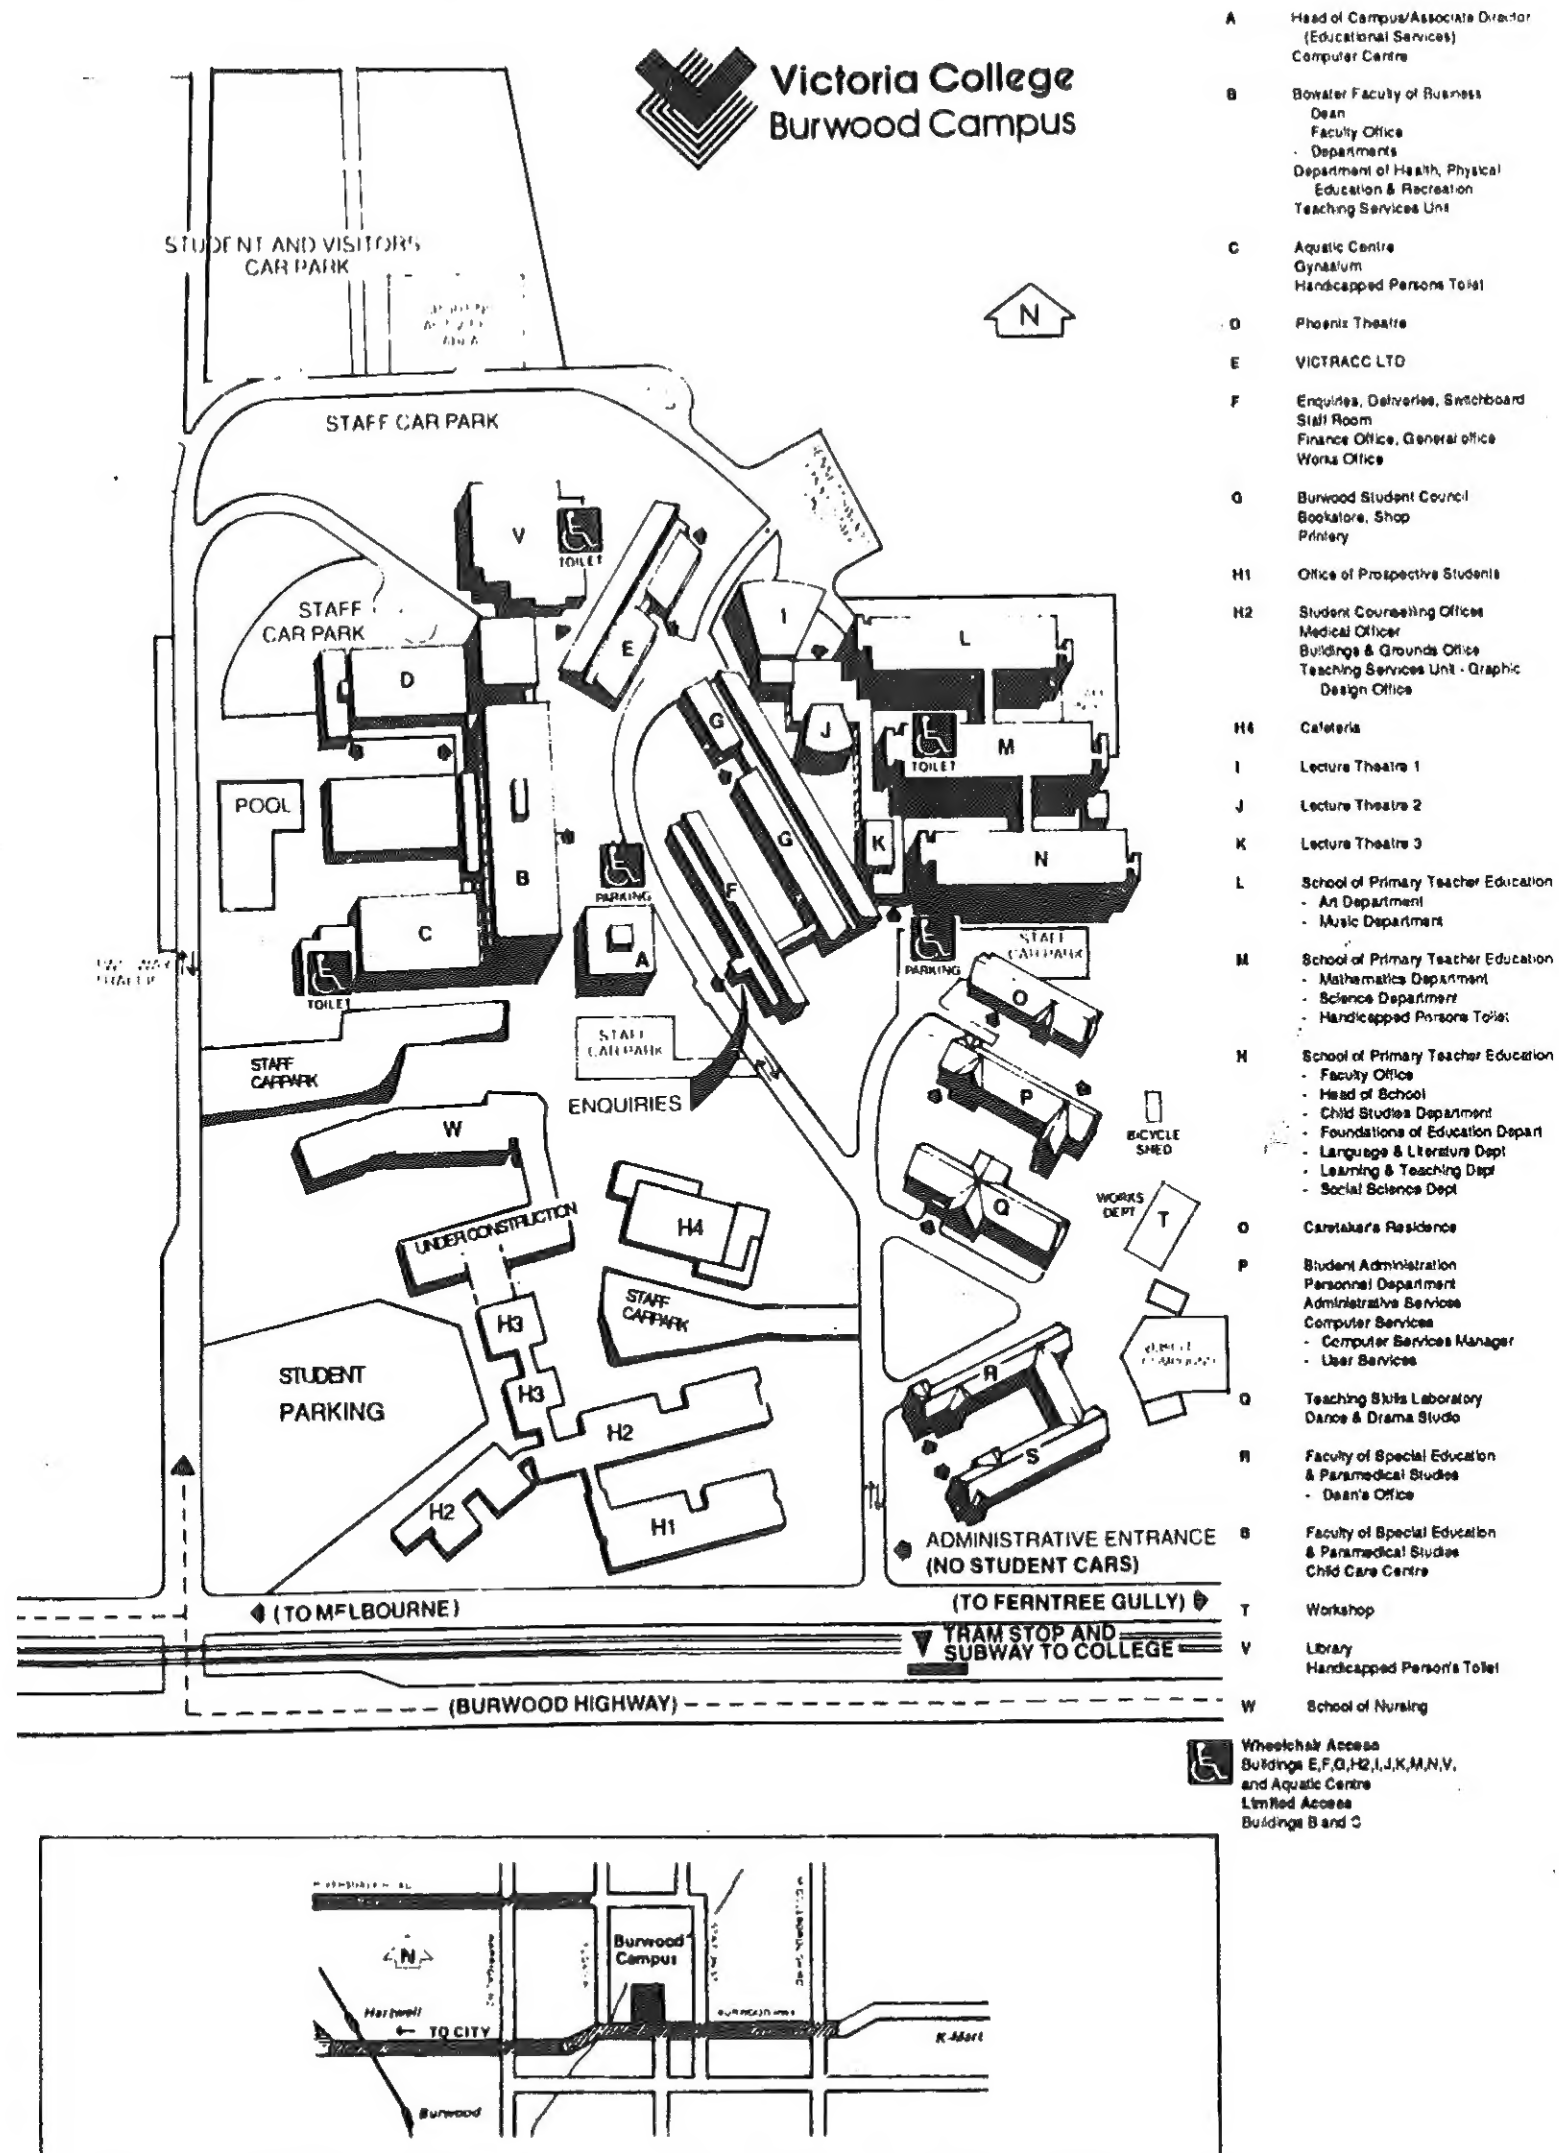 Victoria College
Burwood Campus
STUDENT AND VISITORS
CAR PARK
N
STAFF CAR PARK
V
TOILET
STAFF
CAR PARK
E
I
L
D
G
J
M
TOILET
POOL
K
G
N
B
PARKING
F
C
A
TOILET
PARKING
STAFF
CAR PARK
O
STAFF
CAR PARK
STAFF
CARPARK
ENQUIRIES
P
BICYCLE
SHED
W
WORKS
DEPT
T
Q
UNDER CONSTRUCTION
H4
H3
STAFF
CARPARK
H3
R
STUDENT
PARKING
H2
S
H2
H1
ADMINISTRATIVE ENTRANCE
(NO STUDENT CARS)
(TO MELBOURNE)
(TO FERNTREE GULLY)
TRAM STOP AND
SUBWAY TO COLLEGE
(BURWOOD HIGHWAY)
A Head of Campus/Associate Director
(Educational Services)
Computer Centre
B Bowater Faculty of Business
Dean
Faculty Office
- Departments
Department of Health, Physical
Education & Recreation
Teaching Services Unit
C Aquatic Centre
Gynasium
Handicapped Persons Toilet
D Phoenix Theatre
E VICTRACC LTD
F Enquiries, Deliveries, Switchboard
Staff Room
Finance Office, General office
Works Office
G Burwood Student Council
Bookstore, Shop
Printery
H1 Office of Prospective Students
H2 Student Counselling Offices
Medical Officer
Buildings & Grounds Office
Teaching Services Unit - Graphic
Design Office
H4 Cafeteria
I Lecture Theatre 1
J Lecture Theatre 2
K Lecture Theatre 3
L School of Primary Teacher Education
- Art Department
- Music Department
M School of Primary Teacher Education
- Mathematics Department
- Science Department
- Handicapped Persons Toilet
N School of Primary Teacher Education
- Faculty Office
- Head of School
- Child Studies Department
- Foundations of Education Depart
- Language & Literature Dept
- Learning & Teaching Dept
- Social Science Dept
O Caretaker's Residence
P Student Administration
Personnel Department
Administrative Services
Computer Services
- Computer Services Manager
- User Services
Q Teaching Skills Laboratory
Dance & Drama Studio
R Faculty of Special Education
& Paramedical Studies
- Dean's Office
S Faculty of Special Education
& Paramedical Studies
Child Care Centre
T Workshop
V Library
Handicapped Person's Toilet
W School of Nursing
Wheelchair Access
Buildings E,F,G,H2,I,J,K,M,N,V,
and Aquatic Centre
Limited Access
Buildings B and C
N
Burwood
Campus
Hartwell
TO CITY
BURWOOD HWY
K-Mart
Burwood